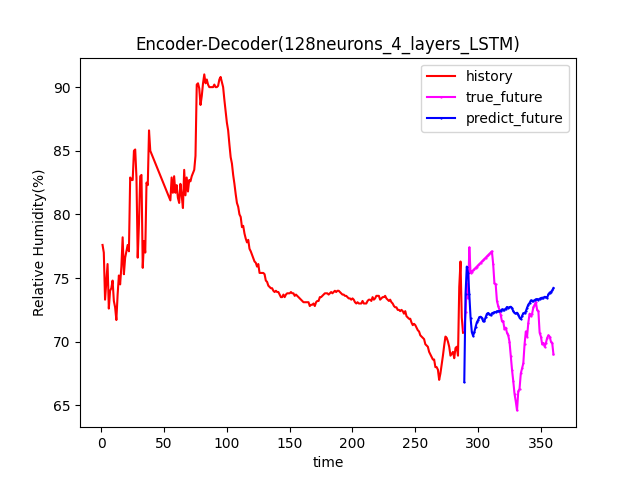 Encoder-Decoder(128neurons_4_layers_LSTM)
history
true_future
predict_future
Relative Humidity(%)
90
85
80
75
70
65
0 50 100 150 200 250 300 350
time